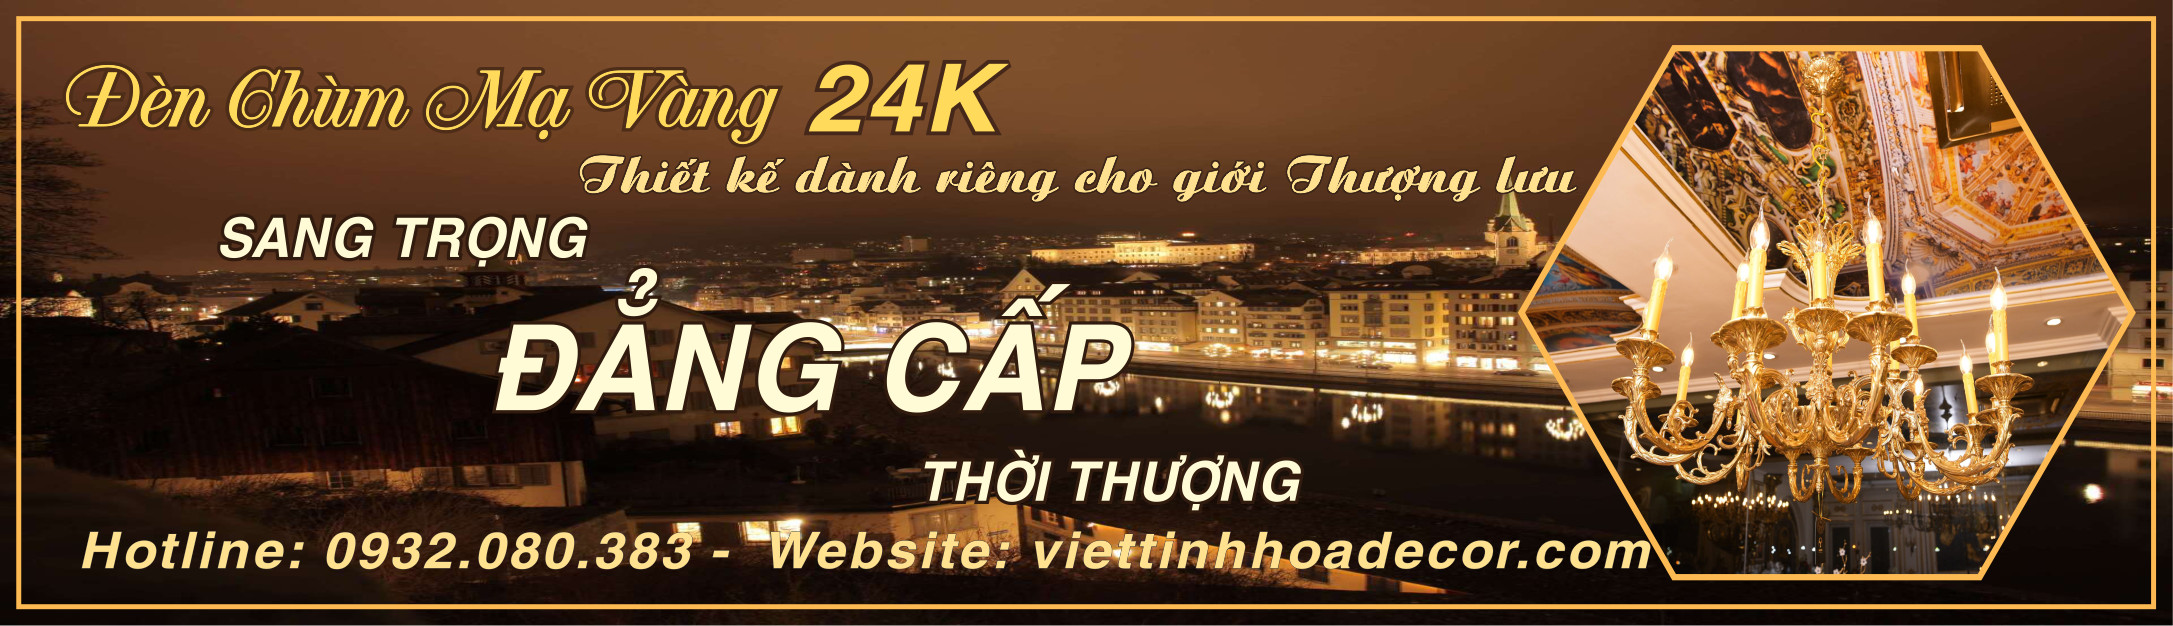 Đèn Chùm Mạ Vàng 24K
Thiết kế dành riêng cho giới Thượng lưu
SANG TRỌNG
ĐẲNG CẤP
THỜI THƯỢNG
Hotline: 0932.080.383 - Website: viettinhhoadecor.com